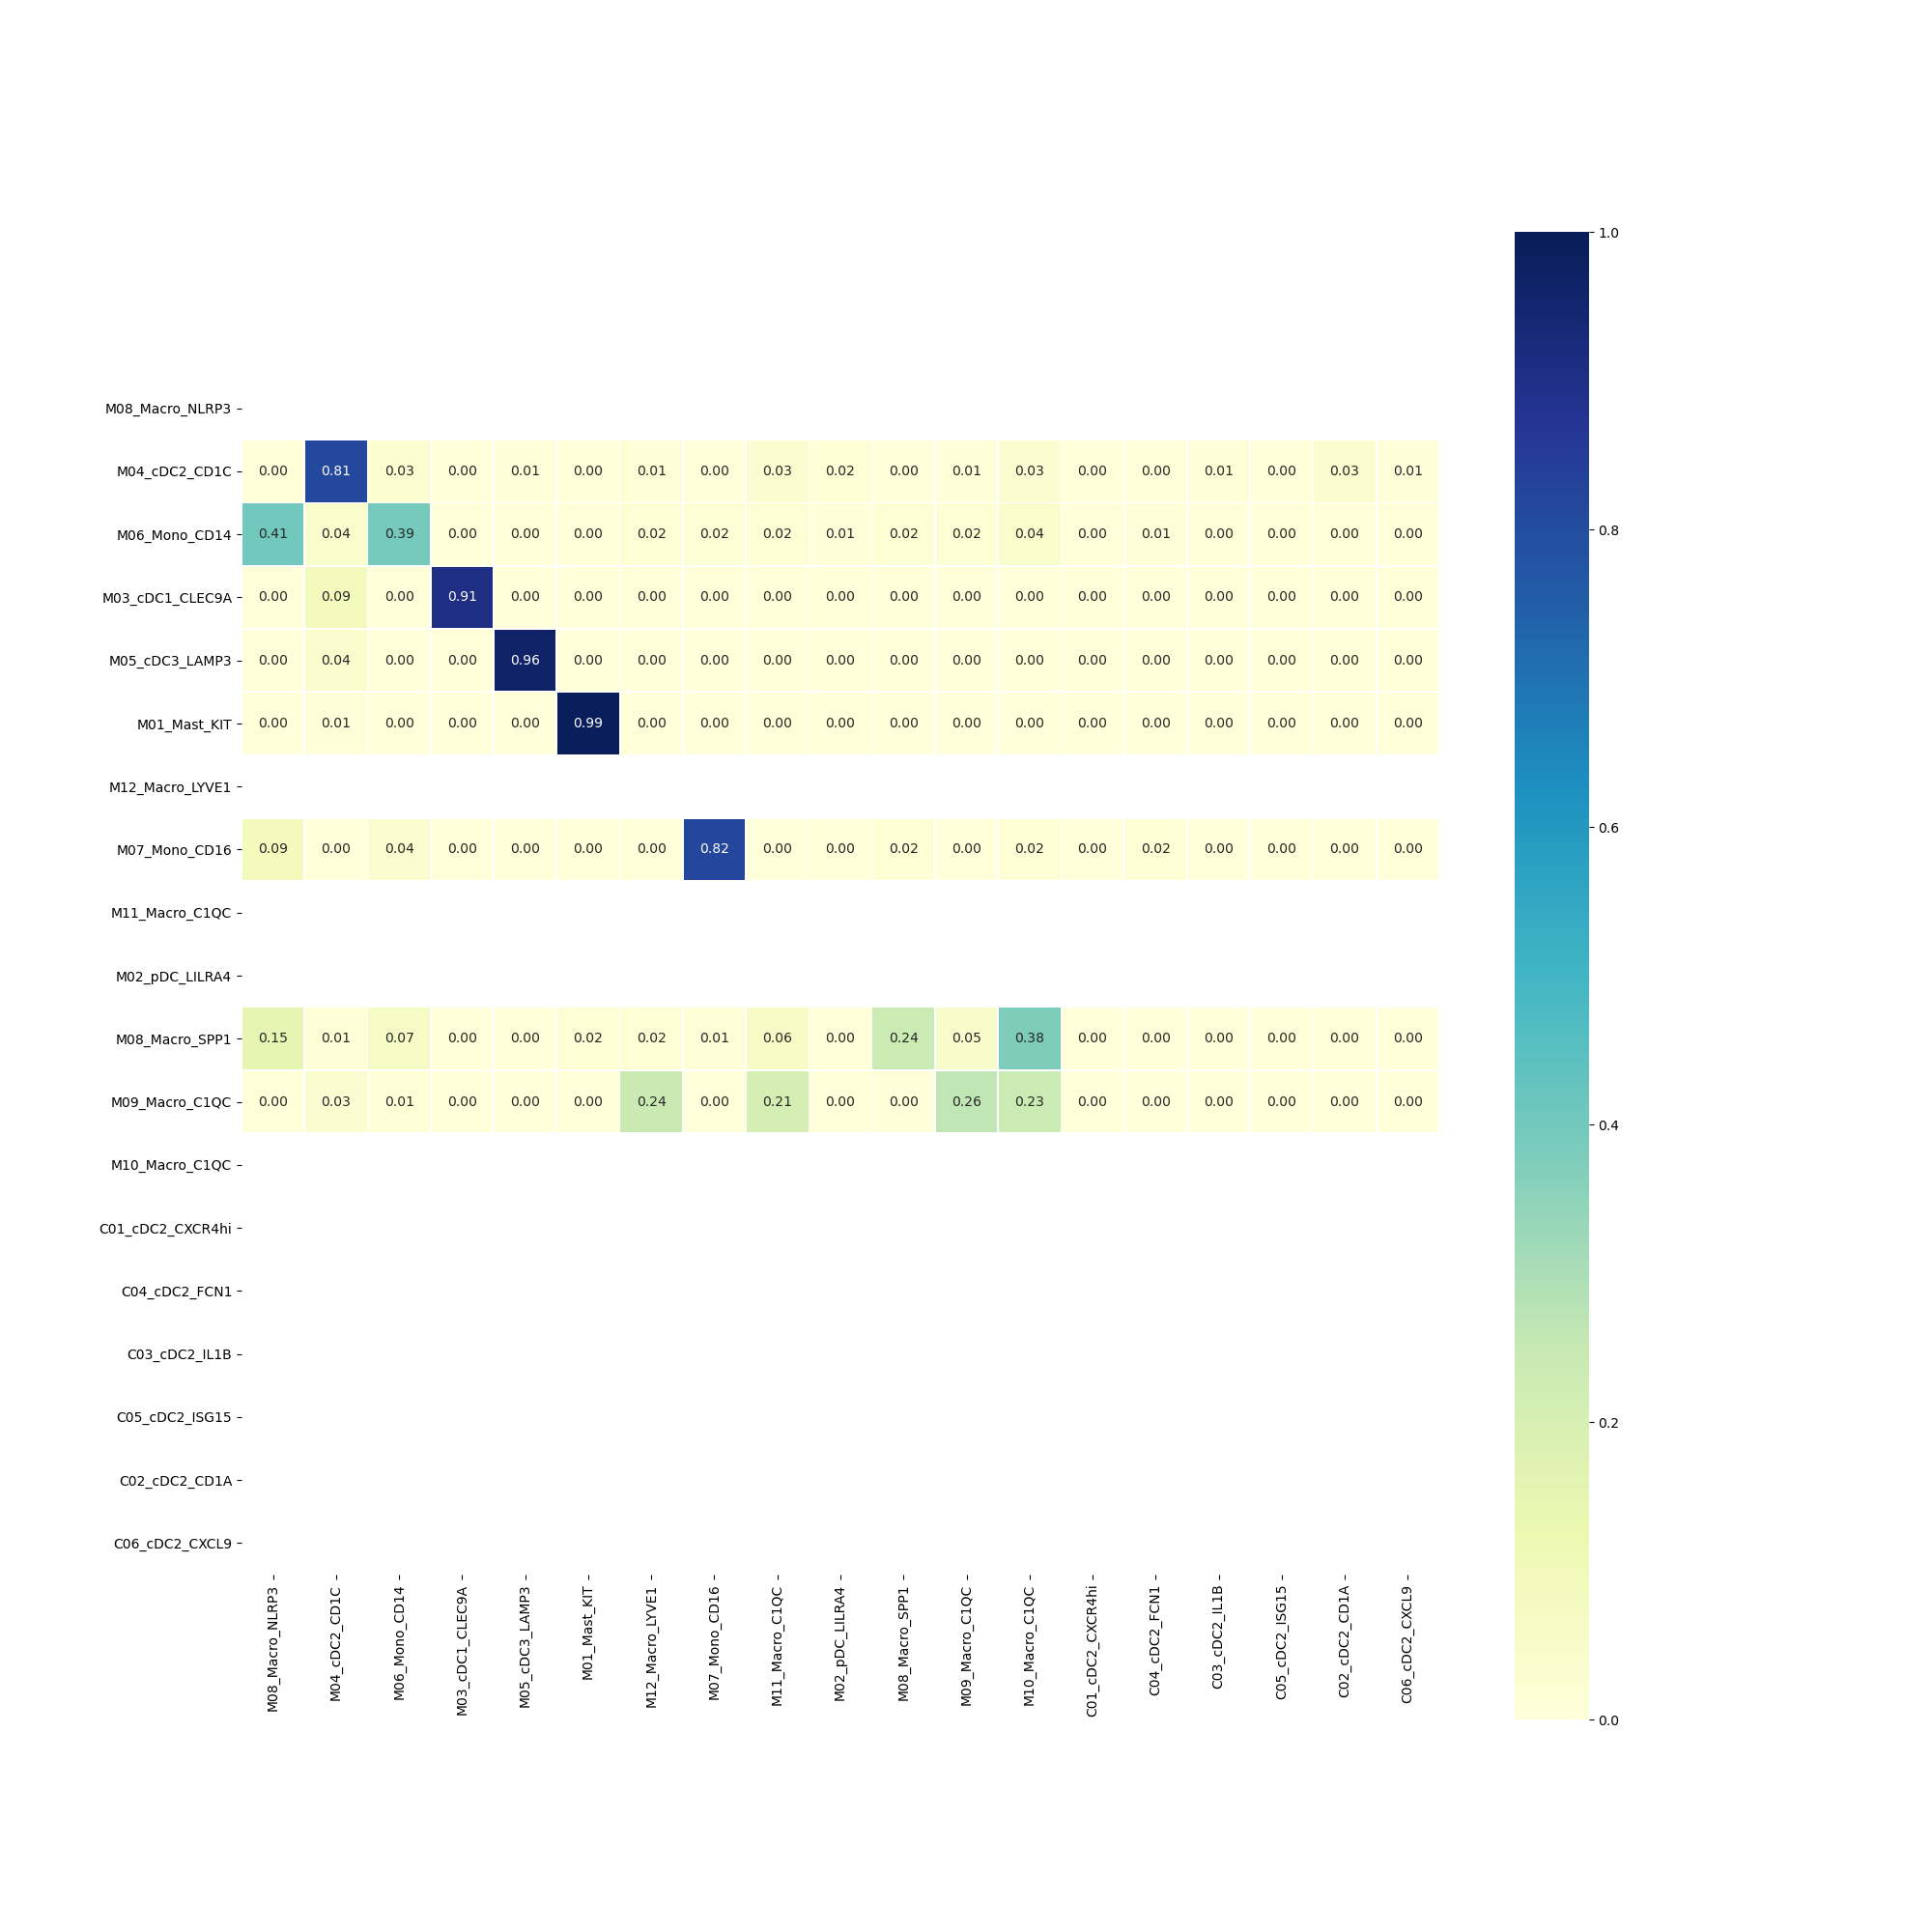 1.0
M08_Macro_NLRP3
M04_cDC2_CD1C 0.00 0.81 0.03 0.00 0.01 0.00 0.01 0.00 0.03 0.02 0.00 0.01 0.03 0.00 0.00 0.01 0.00 0.03 0.01
0.8
M06_Mono_CD14 0.41 0.04 0.39 0.00 0.00 0.00 0.02 0.02 0.02 0.01 0.02 0.02 0.04 0.00 0.01 0.00 0.00 0.00 0.00
M03_cDC1_CLEC9A 0.00 0.09 0.00 0.91 0.00 0.00 0.00 0.00 0.00 0.00 0.00 0.00 0.00 0.00 0.00 0.00 0.00 0.00 0.00
M05_cDC3_LAMP3 0.00 0.04 0.00 0.00 0.96 0.00 0.00 0.00 0.00 0.00 0.00 0.00 0.00 0.00 0.00 0.00 0.00 0.00 0.00
M01_Mast_KIT 0.00 0.01 0.00 0.00 0.00 0.99 0.00 0.00 0.00 0.00 0.00 0.00 0.00 0.00 0.00 0.00 0.00 0.00 0.00
M12_Macro_LYVE1
0.6
M07_Mono_CD16 0.09 0.00 0.04 0.00 0.00 0.00 0.00 0.82 0.00 0.00 0.02 0.00 0.02 0.00 0.02 0.00 0.00 0.00 0.00
M11_Macro_C1QC
M02_pDC_LILRA4
M08_Macro_SPP1 0.15 0.01 0.07 0.00 0.00 0.02 0.02 0.01 0.06 0.00 0.24 0.05 0.38 0.00 0.00 0.00 0.00 0.00 0.00
M09_Macro_C1QC 0.00 0.03 0.01 0.00 0.00 0.00 0.24 0.00 0.21 0.00 0.00 0.26 0.23 0.00 0.00 0.00 0.00 0.00 0.00
0.4
M10_Macro_C1QC
C01_cDC2_CXCR4hi
C04_cDC2_FCN1
C03_cDC2_IL1B
C05_cDC2_ISG15
0.2
C02_cDC2_CD1A
C06_cDC2_CXCL9
0.0
M08_Macro_NLRP3
M04_cDC2_CD1C
M06_Mono_CD14
M03_cDC1_CLEC9A
M05_cDC3_LAMP3
M01_Mast_KIT
M12_Macro_LYVE1
M07_Mono_CD16
M11_Macro_C1QC
M02_pDC_LILRA4
M08_Macro_SPP1
M09_Macro_C1QC
M10_Macro_C1QC
C01_cDC2_CXCR4hi
C04_cDC2_FCN1
C03_cDC2_IL1B
C05_cDC2_ISG15
C02_cDC2_CD1A
C06_cDC2_CXCL9